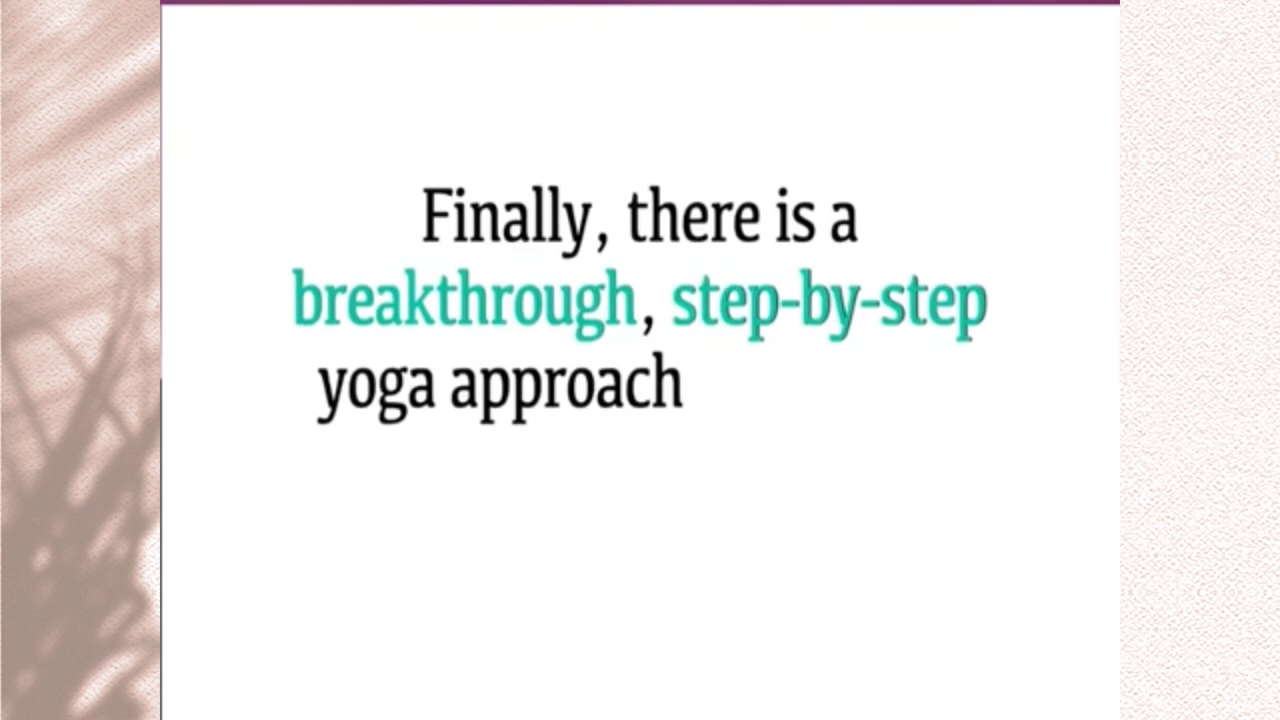 Finally, there is a
breakthrough, step-by-step
yoga approach